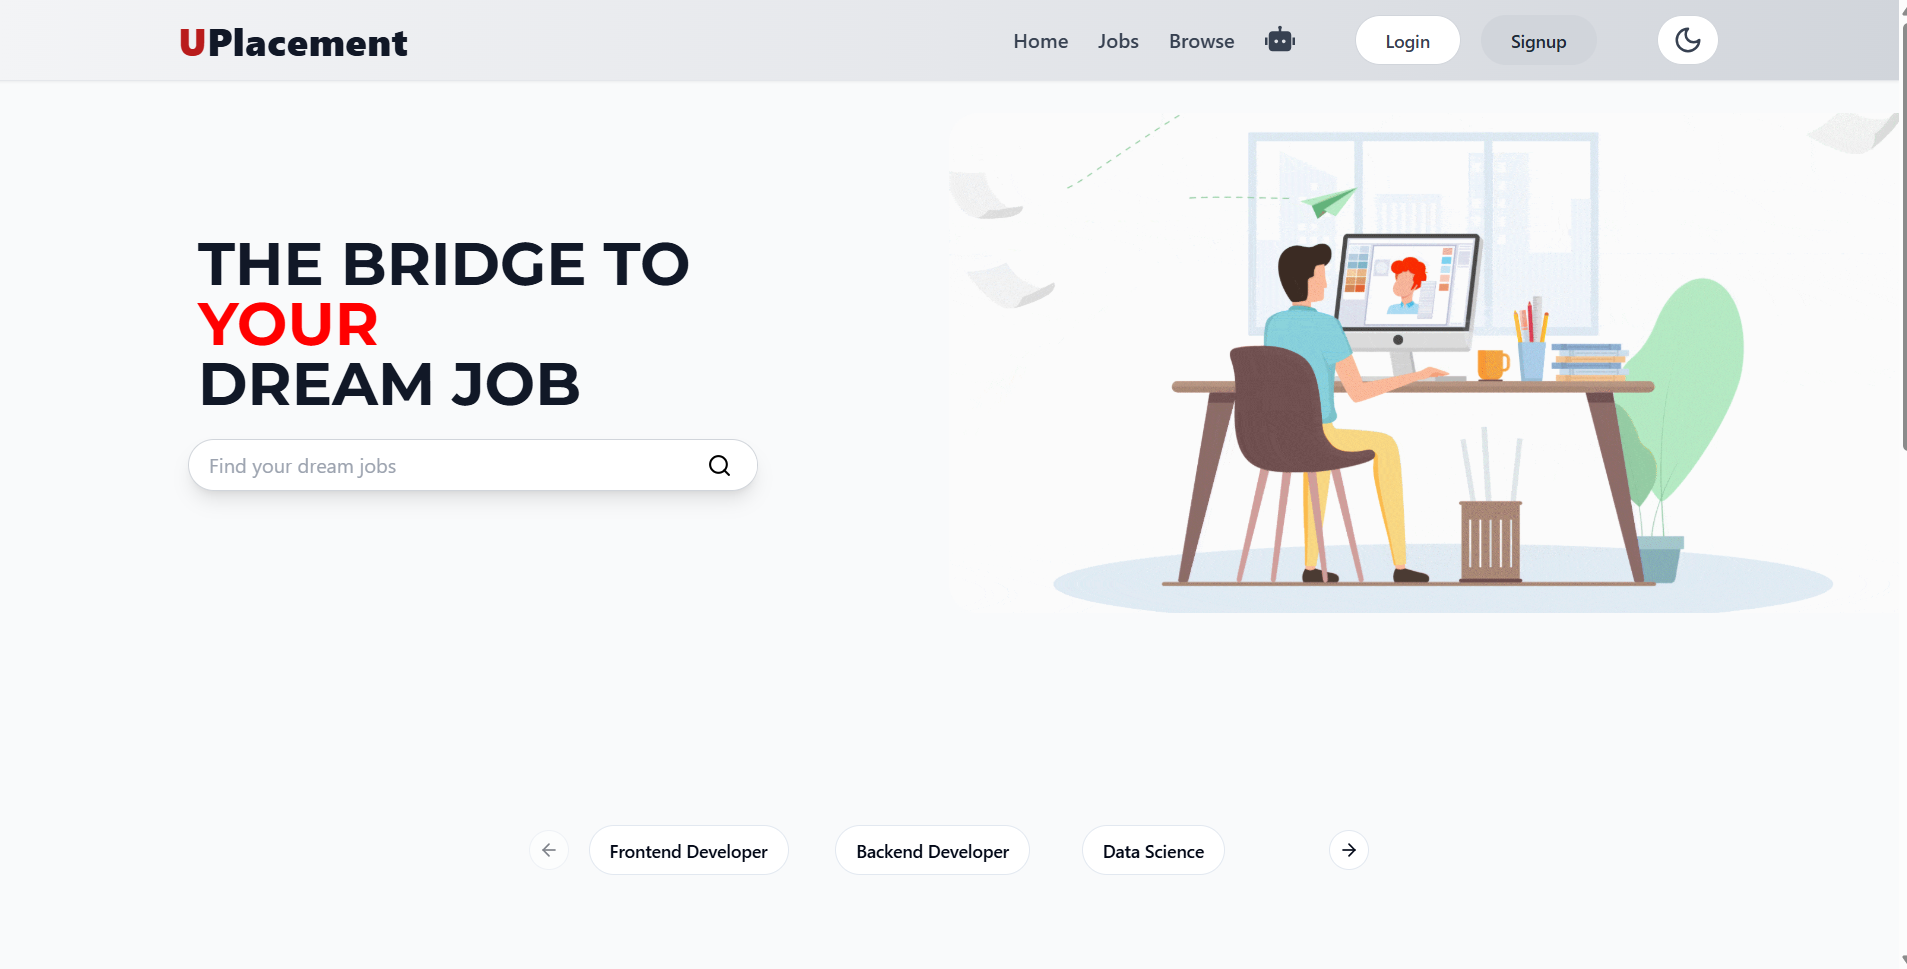 UPlacement
Home Jobs Browse Login Signup
THE BRIDGE TO
YOUR
DREAM JOB
Find your dream jobs
Frontend Developer Backend Developer Data Science